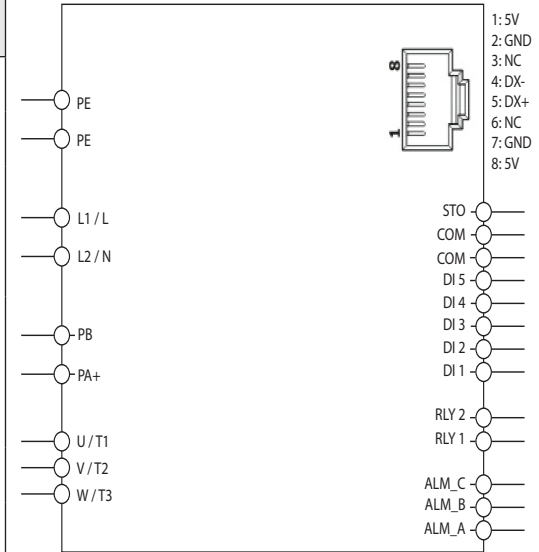 1: 5V
2: GND
3: NC
4: DX-
5: DX+
6: NC
7: GND
8: 5V
8
1
PE
PE
L1 / L
L2 / N
PB
PA+
U / T1
V / T2
W / T3
STO
COM
COM
DI 5
DI 4
DI 3
DI 2
DI 1
RLY 2
RLY 1
ALM_C
ALM_B
ALM_A